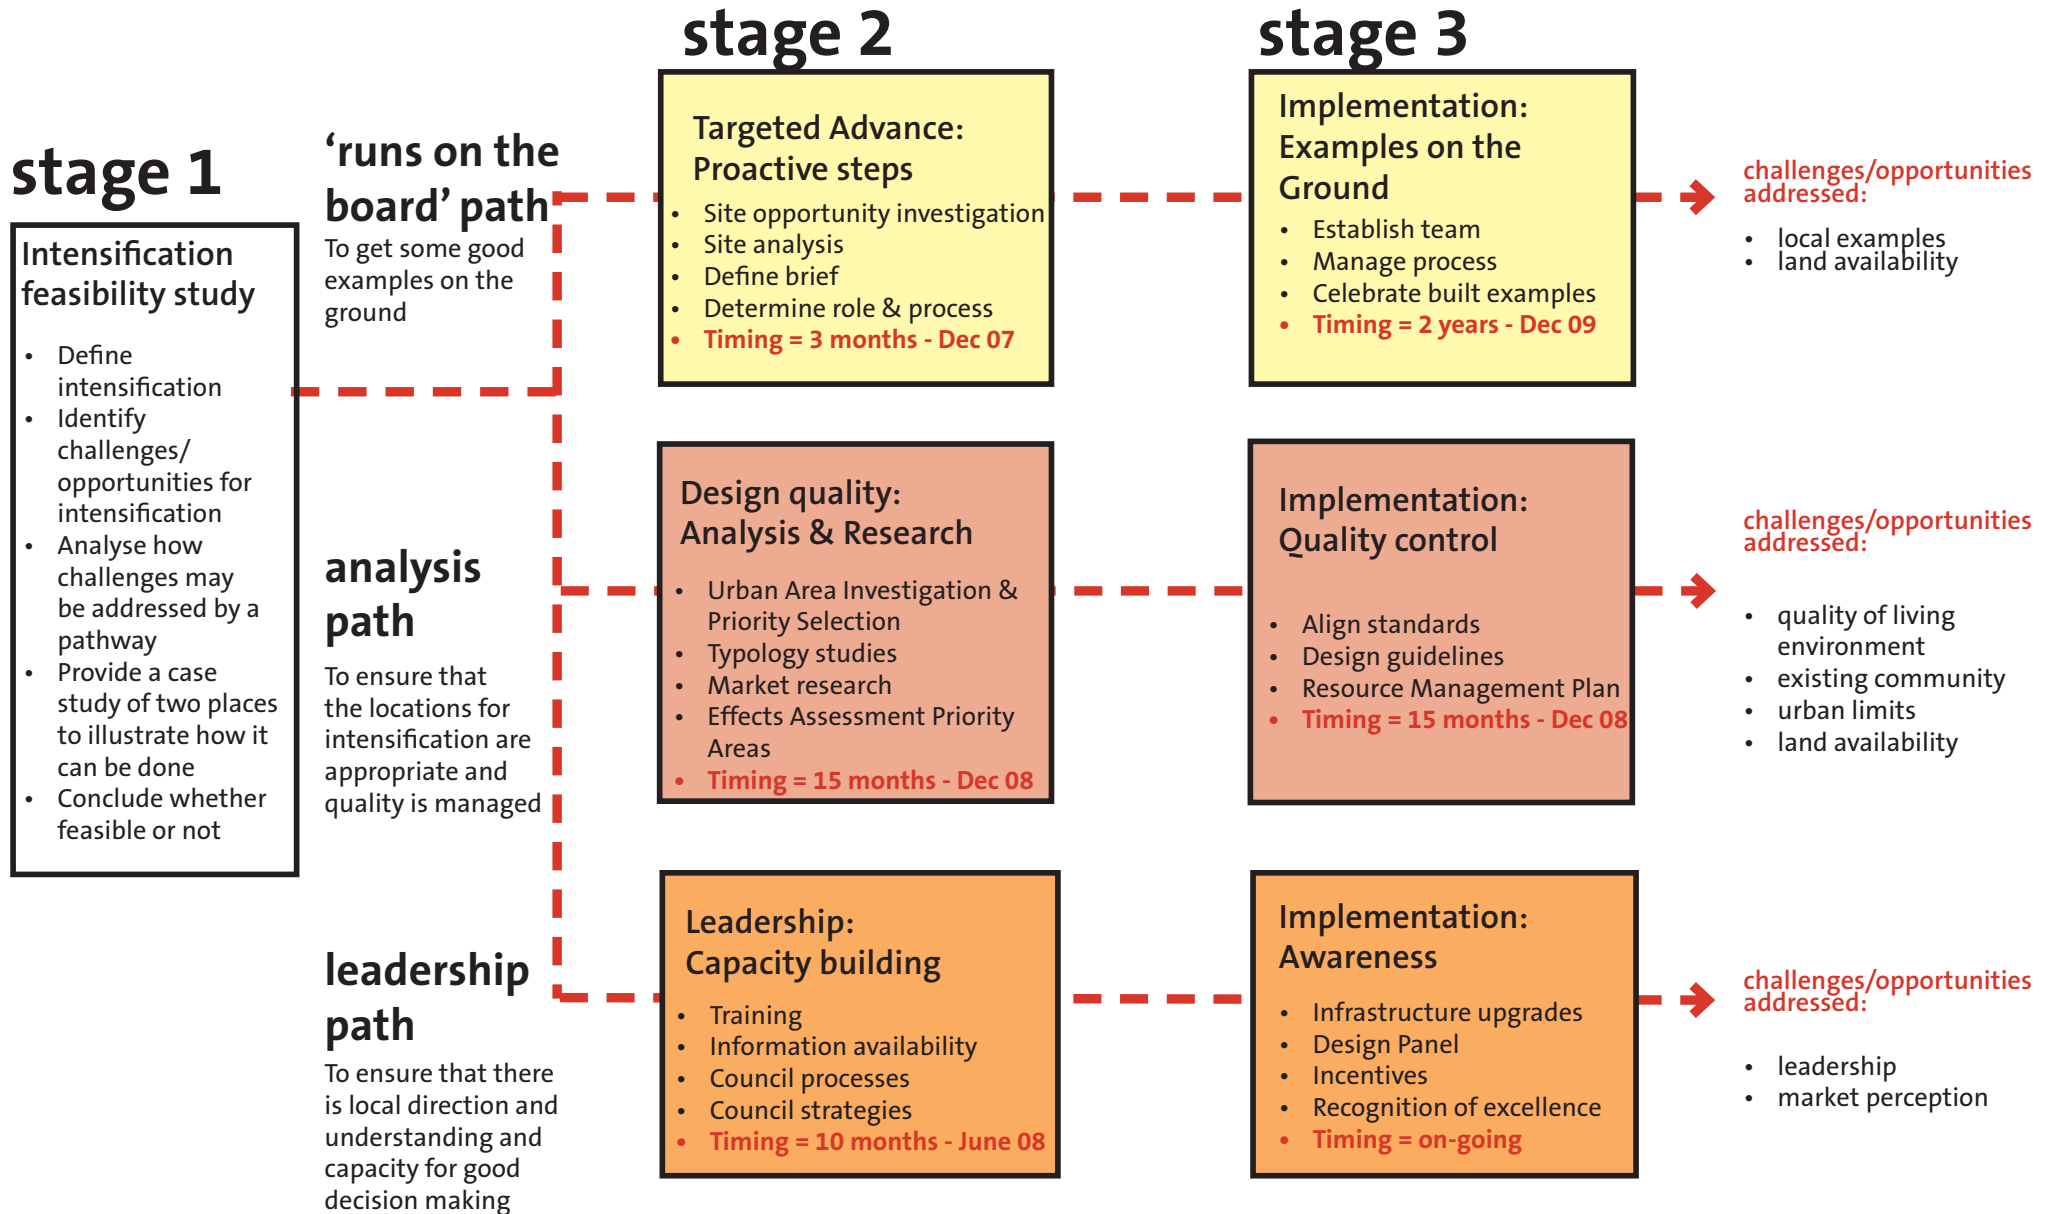 stage 1
Intensification
feasibility study
• Define
intensification
• Identify
challenges/
opportunities for
intensification
• Analyse how
challenges may
be addressed by a
pathway
• Provide a case
study of two places
to illustrate how it
can be done
• Conclude whether
feasible or not
‘runs on the
board’ path
To get some good
examples on the
ground
analysis
path
To ensure that
the locations for
intensification are
appropriate and
quality is managed
leadership
path
To ensure that there
is local direction and
understanding and
capacity for good
decision making
stage 2
Targeted Advance:
Proactive steps
• Site opportunity investigation
• Site analysis
• Define brief
• Determine role & process
• Timing = 3 months - Dec 07
Design quality:
Analysis & Research
• Urban Area Investigation &
Priority Selection
• Typology studies
• Market research
• Effects Assessment Priority
Areas
• Timing = 15 months - Dec 08
Leadership:
Capacity building
• Training
• Information availability
• Council processes
• Council strategies
• Timing = 10 months - June 08
stage 3
Implementation:
Examples on the
Ground
• Establish team
• Manage process
• Celebrate built examples
• Timing = 2 years - Dec 09
Implementation:
Quality control
• Align standards
• Design guidelines
• Resource Management Plan
• Timing = 15 months - Dec 08
Implementation:
Awareness
• Infrastructure upgrades
• Design Panel
• Incentives
• Recognition of excellence
• Timing = on-going
challenges/opportunities
addressed:
• local examples
• land availability
challenges/opportunities
addressed:
• quality of living
environment
• existing community
• urban limits
• land availability
challenges/opportunities
addressed:
• leadership
• market perception